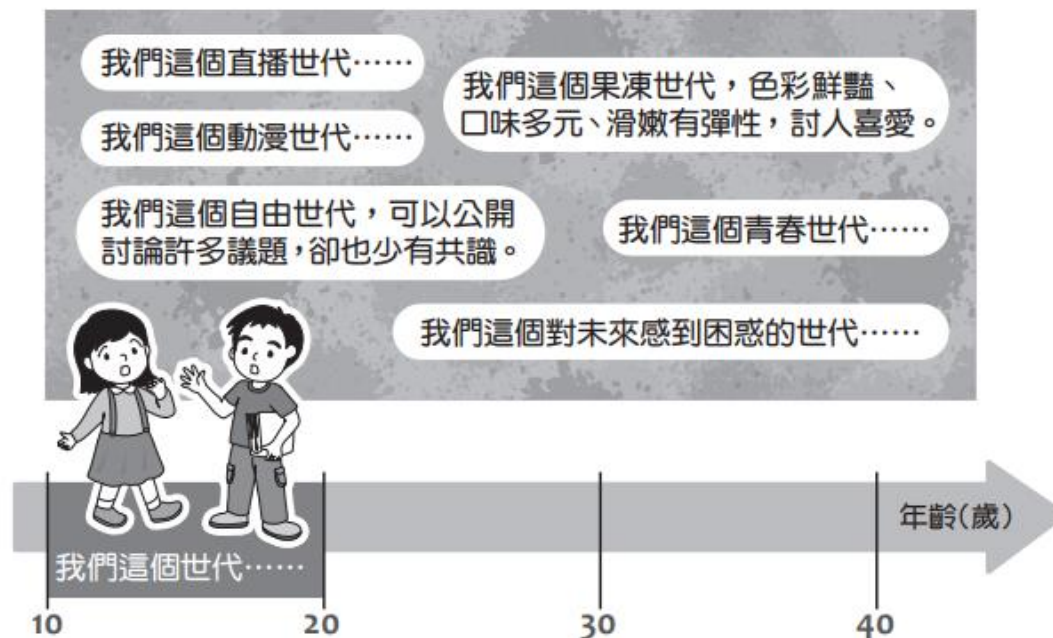 我們這個直播世代……
我們這個果凍世代,色彩鮮豔、
口味多元、滑嫩有彈性,討人喜愛。
我們這個動漫世代……
我們這個自由世代,可以公開
討論許多議題,卻也少有共識。
我們這個青春世代……
我們這個對未來感到困惑的世代……
年齡(歲)
我們這個世代……
10
20
30
40